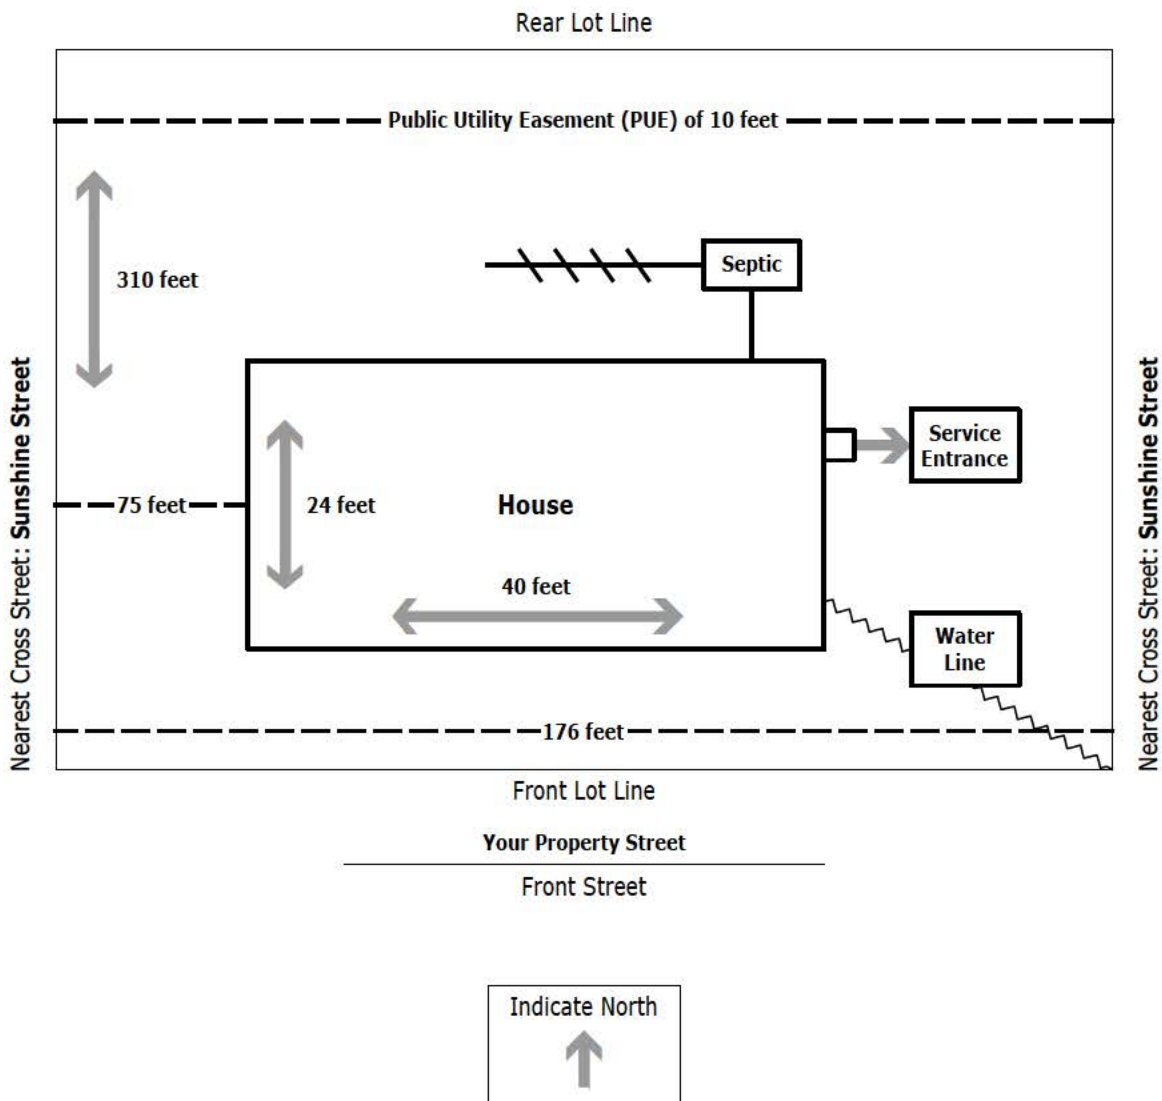 Rear Lot Line
Public Utility Easement (PUE) of 10 feet
310 feet
Septic
Nearest Cross Street: Sunshine Street
Service
Entrance
75 feet
24 feet
House
40 feet
Water
Line
Nearest Cross Street: Sunshine Street
176 feet
Front Lot Line
Your Property Street
Front Street
Indicate North